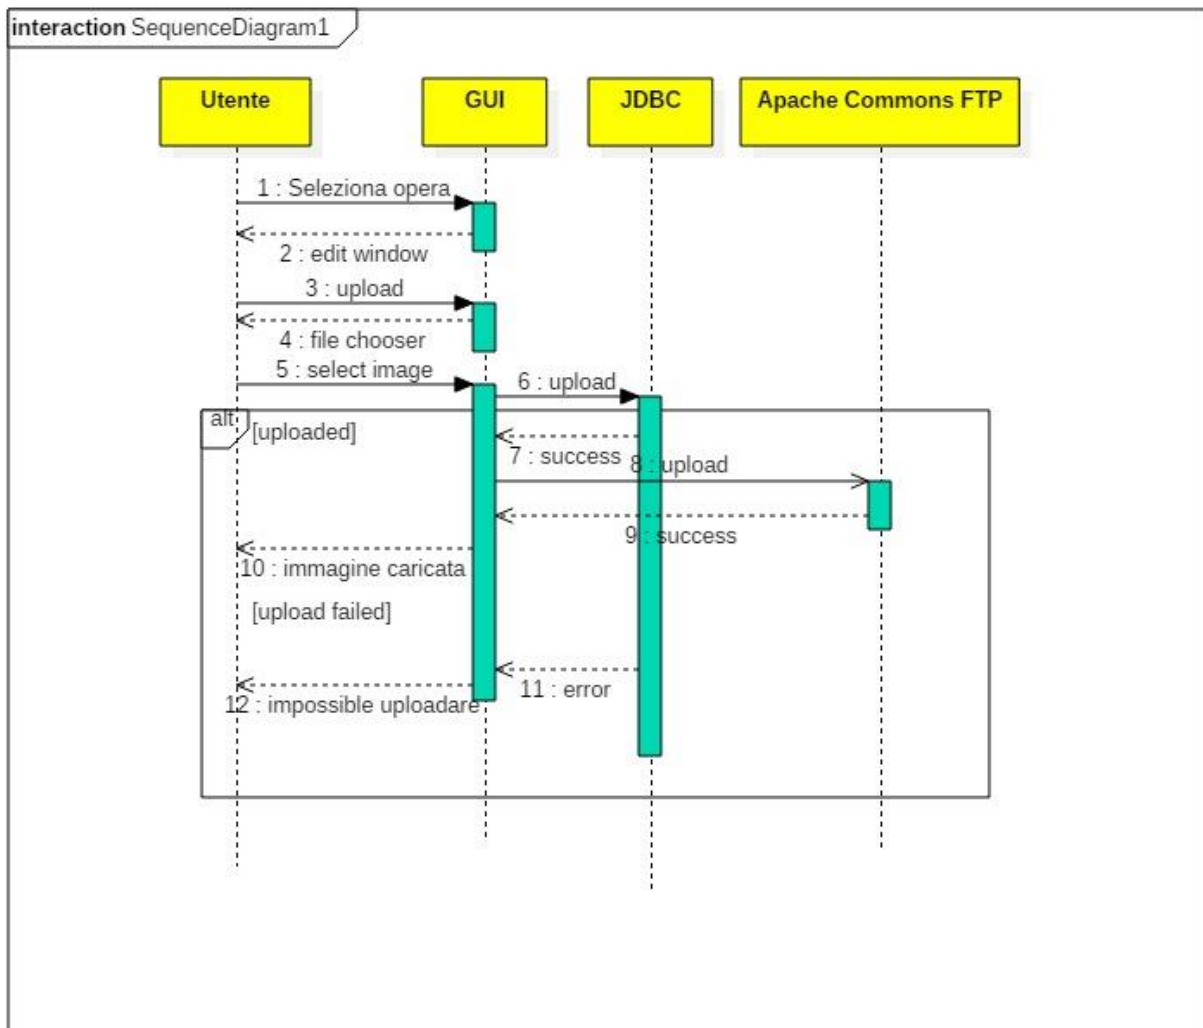 interaction SequenceDiagram1
Utente
GUI
JDBC
Apache Commons FTP
1 : Seleziona opera
2 : edit window
3 : upload
4 : file chooser
5 : select image
6 : upload
alt
[uploaded]
7 : success
8 : upload
9 : success
10 : immagine caricata
[upload failed]
11 : error
12 : impossible uploadare